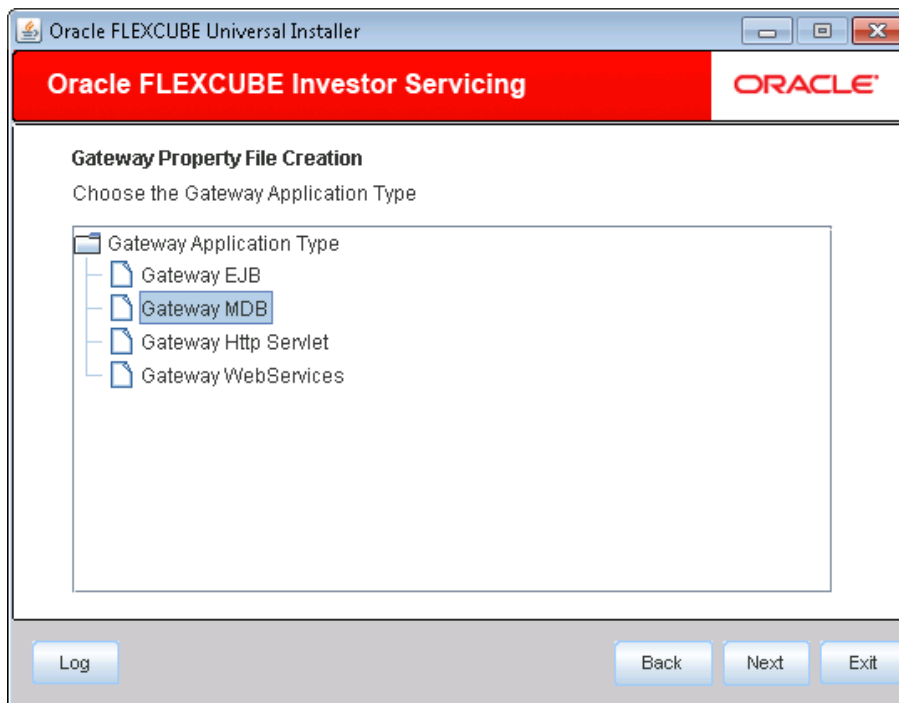 Oracle FLEXCUBE Universal Installer
Oracle FLEXCUBE Investor Servicing
ORACLE
Gateway Property File Creation
Choose the Gateway Application Type
Gateway Application Type
Gateway EJB
Gateway MDB
Gateway Http Servlet
Gateway WebServices
Log Back Next Exit